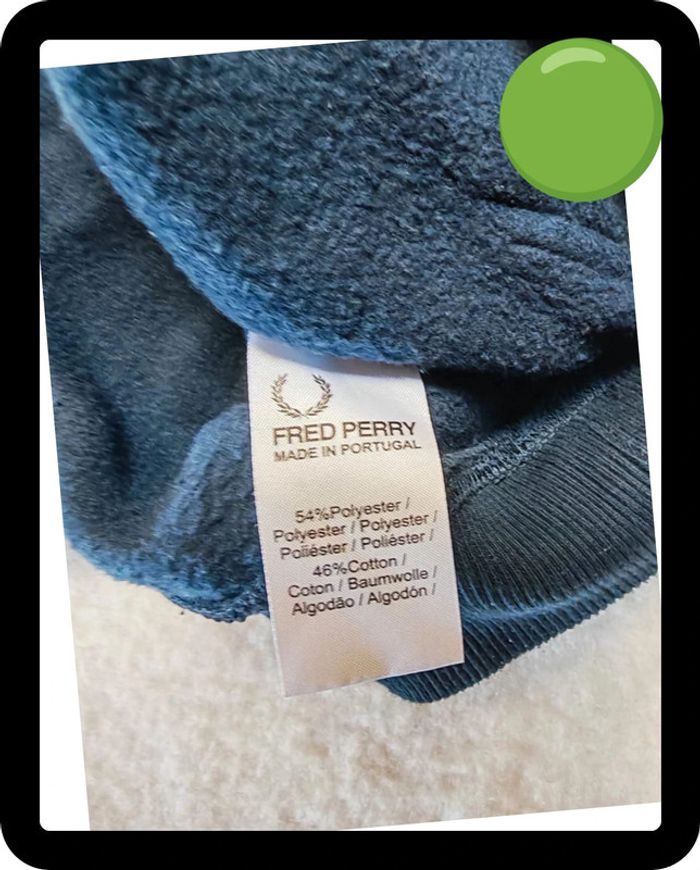 FRED PERRY
MADE IN PORTUGAL
54%Polyester /
Polyester / Polyester /
Poliéster / Poliéster /
46%Cotton /
Coton / Baumwolle /
Algodão / Algodón /